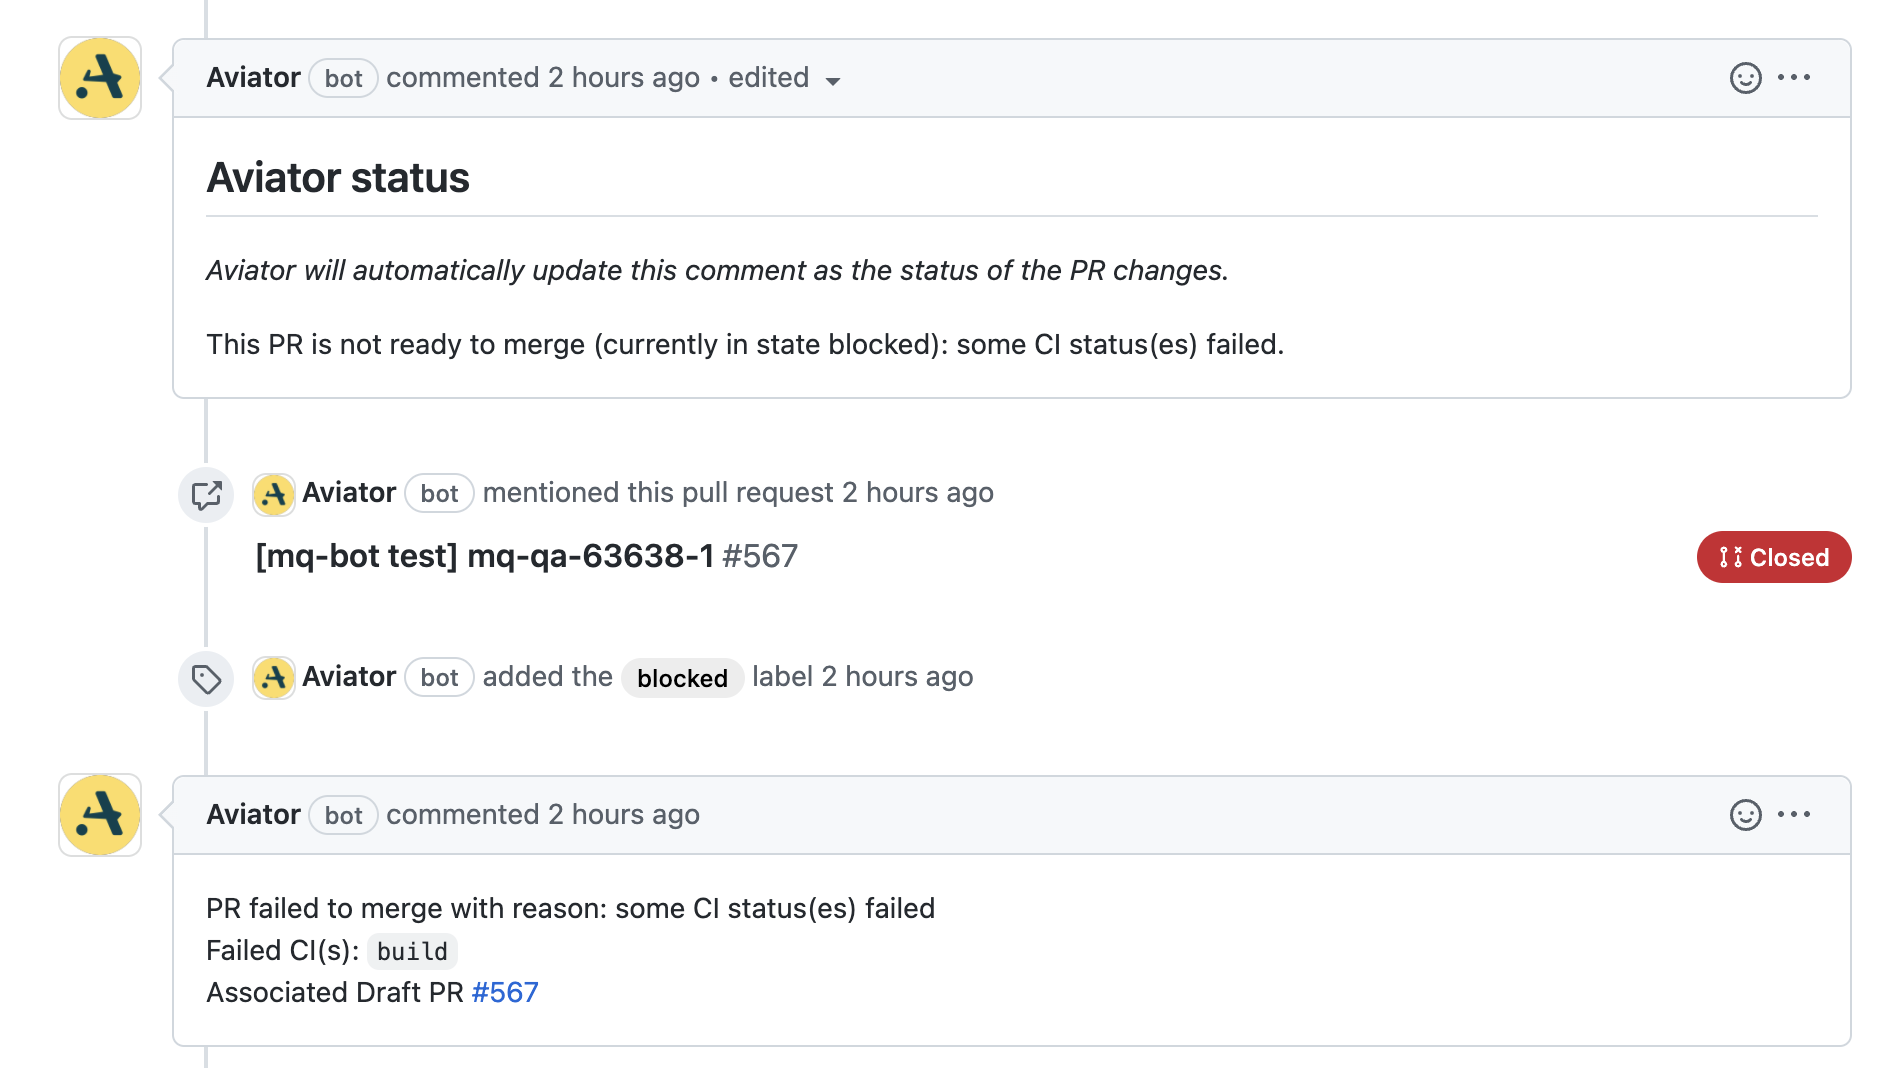 Aviator bot commented 2 hours ago • edited
Aviator status
Aviator will automatically update this comment as the status of the PR changes.
This PR is not ready to merge (currently in state blocked): some CI status(es) failed.
Aviator bot mentioned this pull request 2 hours ago
[mq-bot test] mq-qa-63638-1 #567
Closed
Aviator bot added the blocked label 2 hours ago
Aviator bot commented 2 hours ago
PR failed to merge with reason: some CI status(es) failed
Failed CI(s): build
Associated Draft PR #567